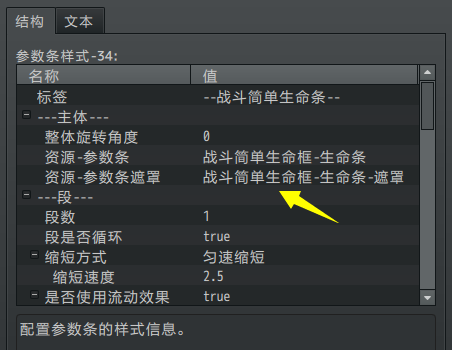 结构 文本
参数条样式-34:
名称 值
标签 --战斗简单生命条--
---主体---
整体旋转角度 0
资源-参数条 战斗简单生命框-生命条
资源-参数条遮罩 战斗简单生命框-生命条-遮罩
---段---
段数 1
段是否循环 true
缩短方式 匀速缩短
缩短速度 2.5
是否使用流动效果 true
配置参数条的样式信息。